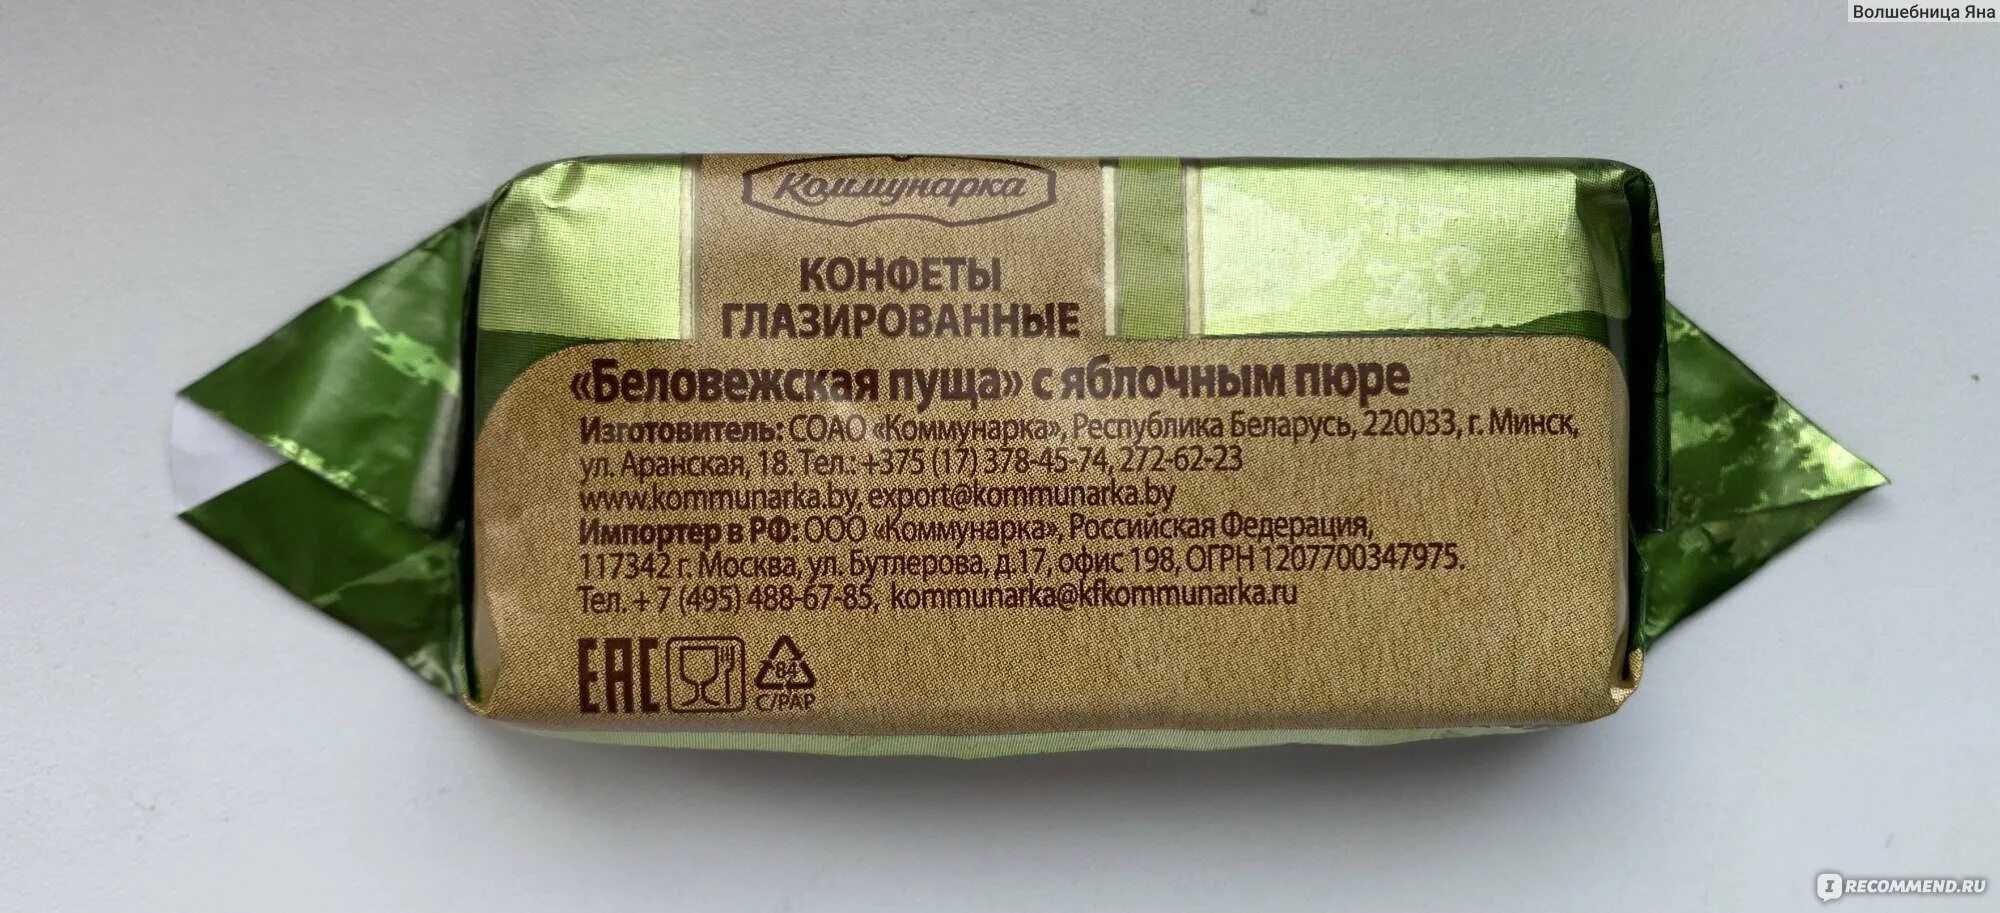 Волшебница Яна
Коммунарка
КОНФЕТЫ
ГЛАЗИРОВАННЫЕ
«Беловежская пуща» с яблочным пюре
Изготовитель: СОАО «Коммунарка», Республика Беларусь, 220033, г. Минск,
ул. Аранская, 18. Тел.: +375 (17) 378-45-74, 272-62-23
www.kommunarka.by, export@kommunarka.by
Импортер в РФ: ООО «Коммунарка», Российская Федерация,
117342 г. Москва, ул. Бутлерова, д.17, офис 198, ОГРН 1207700347975.
Тел. + 7 (495) 488-67-85, kommunarka@kfkommunarka.ru
EAC
84
C/PAP
IRECOMMEND.RU